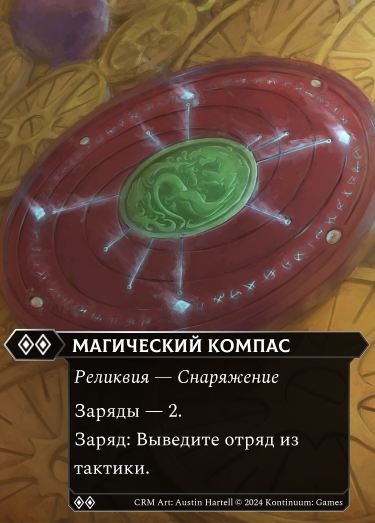 МАГИЧЕСКИЙ КОМПАС
Реликвия — Снаряжение
Заряды — 2.
Заряд: Выведите отряд из
тактики.
CRM Art: Austin Hartell © 2024 Kontinuum: Games